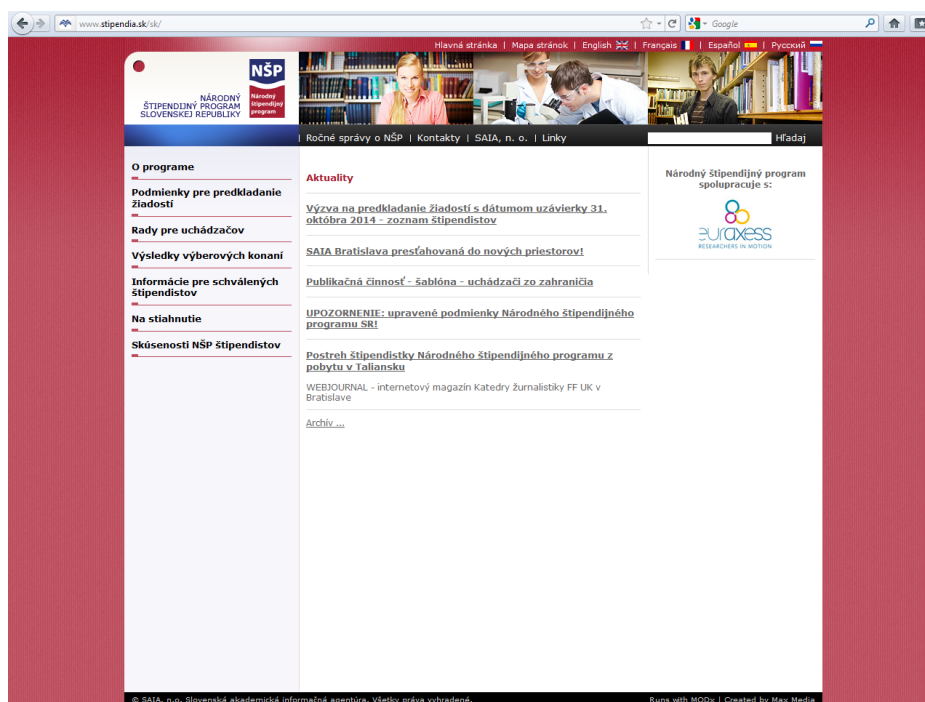 www.stipendia.sk/sk/
Google
Hlavná stránka | Mapa stránok | English | Français | Español | Русский
NŠP
Národný
štipendijný
program
NÁRODNÝ
ŠTIPENDIJNÝ PROGRAM
SLOVENSKEJ REPUBLIKY
| Ročné správy o NŠP | Kontakty | SAIA, n. o. | Linky
Hľadaj
O programe
Podmienky pre predkladanie
žiadostí
Rady pre uchádzačov
Výsledky výberových konaní
Informácie pre schválených
štipendistov
Na stiahnutie
Skúsenosti NŠP štipendistov
Aktuality
Výzva na predkladanie žiadostí s dátumom uzávierky 31.
októbra 2014 - zoznam štipendistov
SAIA Bratislava presťahovaná do nových priestorov!
Publikačná činnosť - šablóna - uchádzači zo zahraničia
UPOZORNENIE: upravené podmienky Národného štipendijného
programu SR!
Postreh štipendistky Národného štipendijného programu z
pobytu v Taliansku
WEBJOURNAL - internetový magazín Katedry žurnalistiky FF UK v
Bratislave
Archív ...
Národný štipendijný program
spolupracuje s:
euraxess
RESEARCHERS IN MOTION
© SAIA, n.o. Slovenská akademická informačná agentúra. Všetky práva vyhradené.
Runs with MODx | Created by Max Media